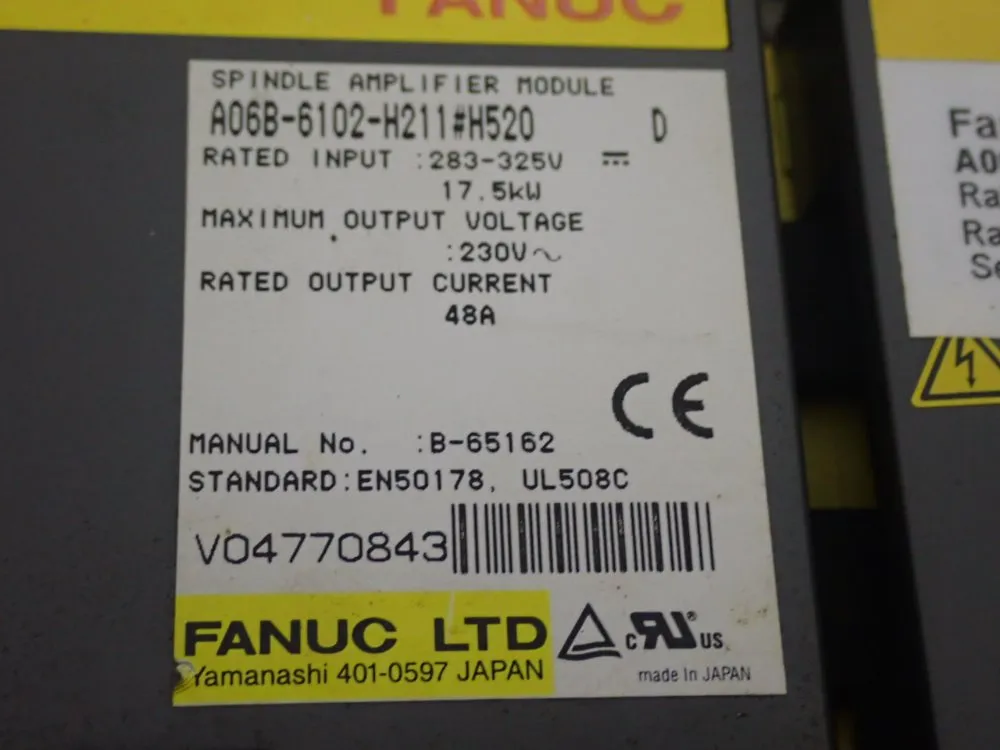 FANUC
SPINDLE AMPLIFIER MODULE
A06B-6102-H211#H520 D
RATED INPUT :283-325V ⎓
17.5kW
MAXIMUM OUTPUT VOLTAGE
:230V～
RATED OUTPUT CURRENT
48A
CE
MANUAL No. :B-65162
STANDARD:EN50178, UL508C
V04770843
FANUC LTD
Yamanashi 401-0597 JAPAN
c RU ® US
made in JAPAN